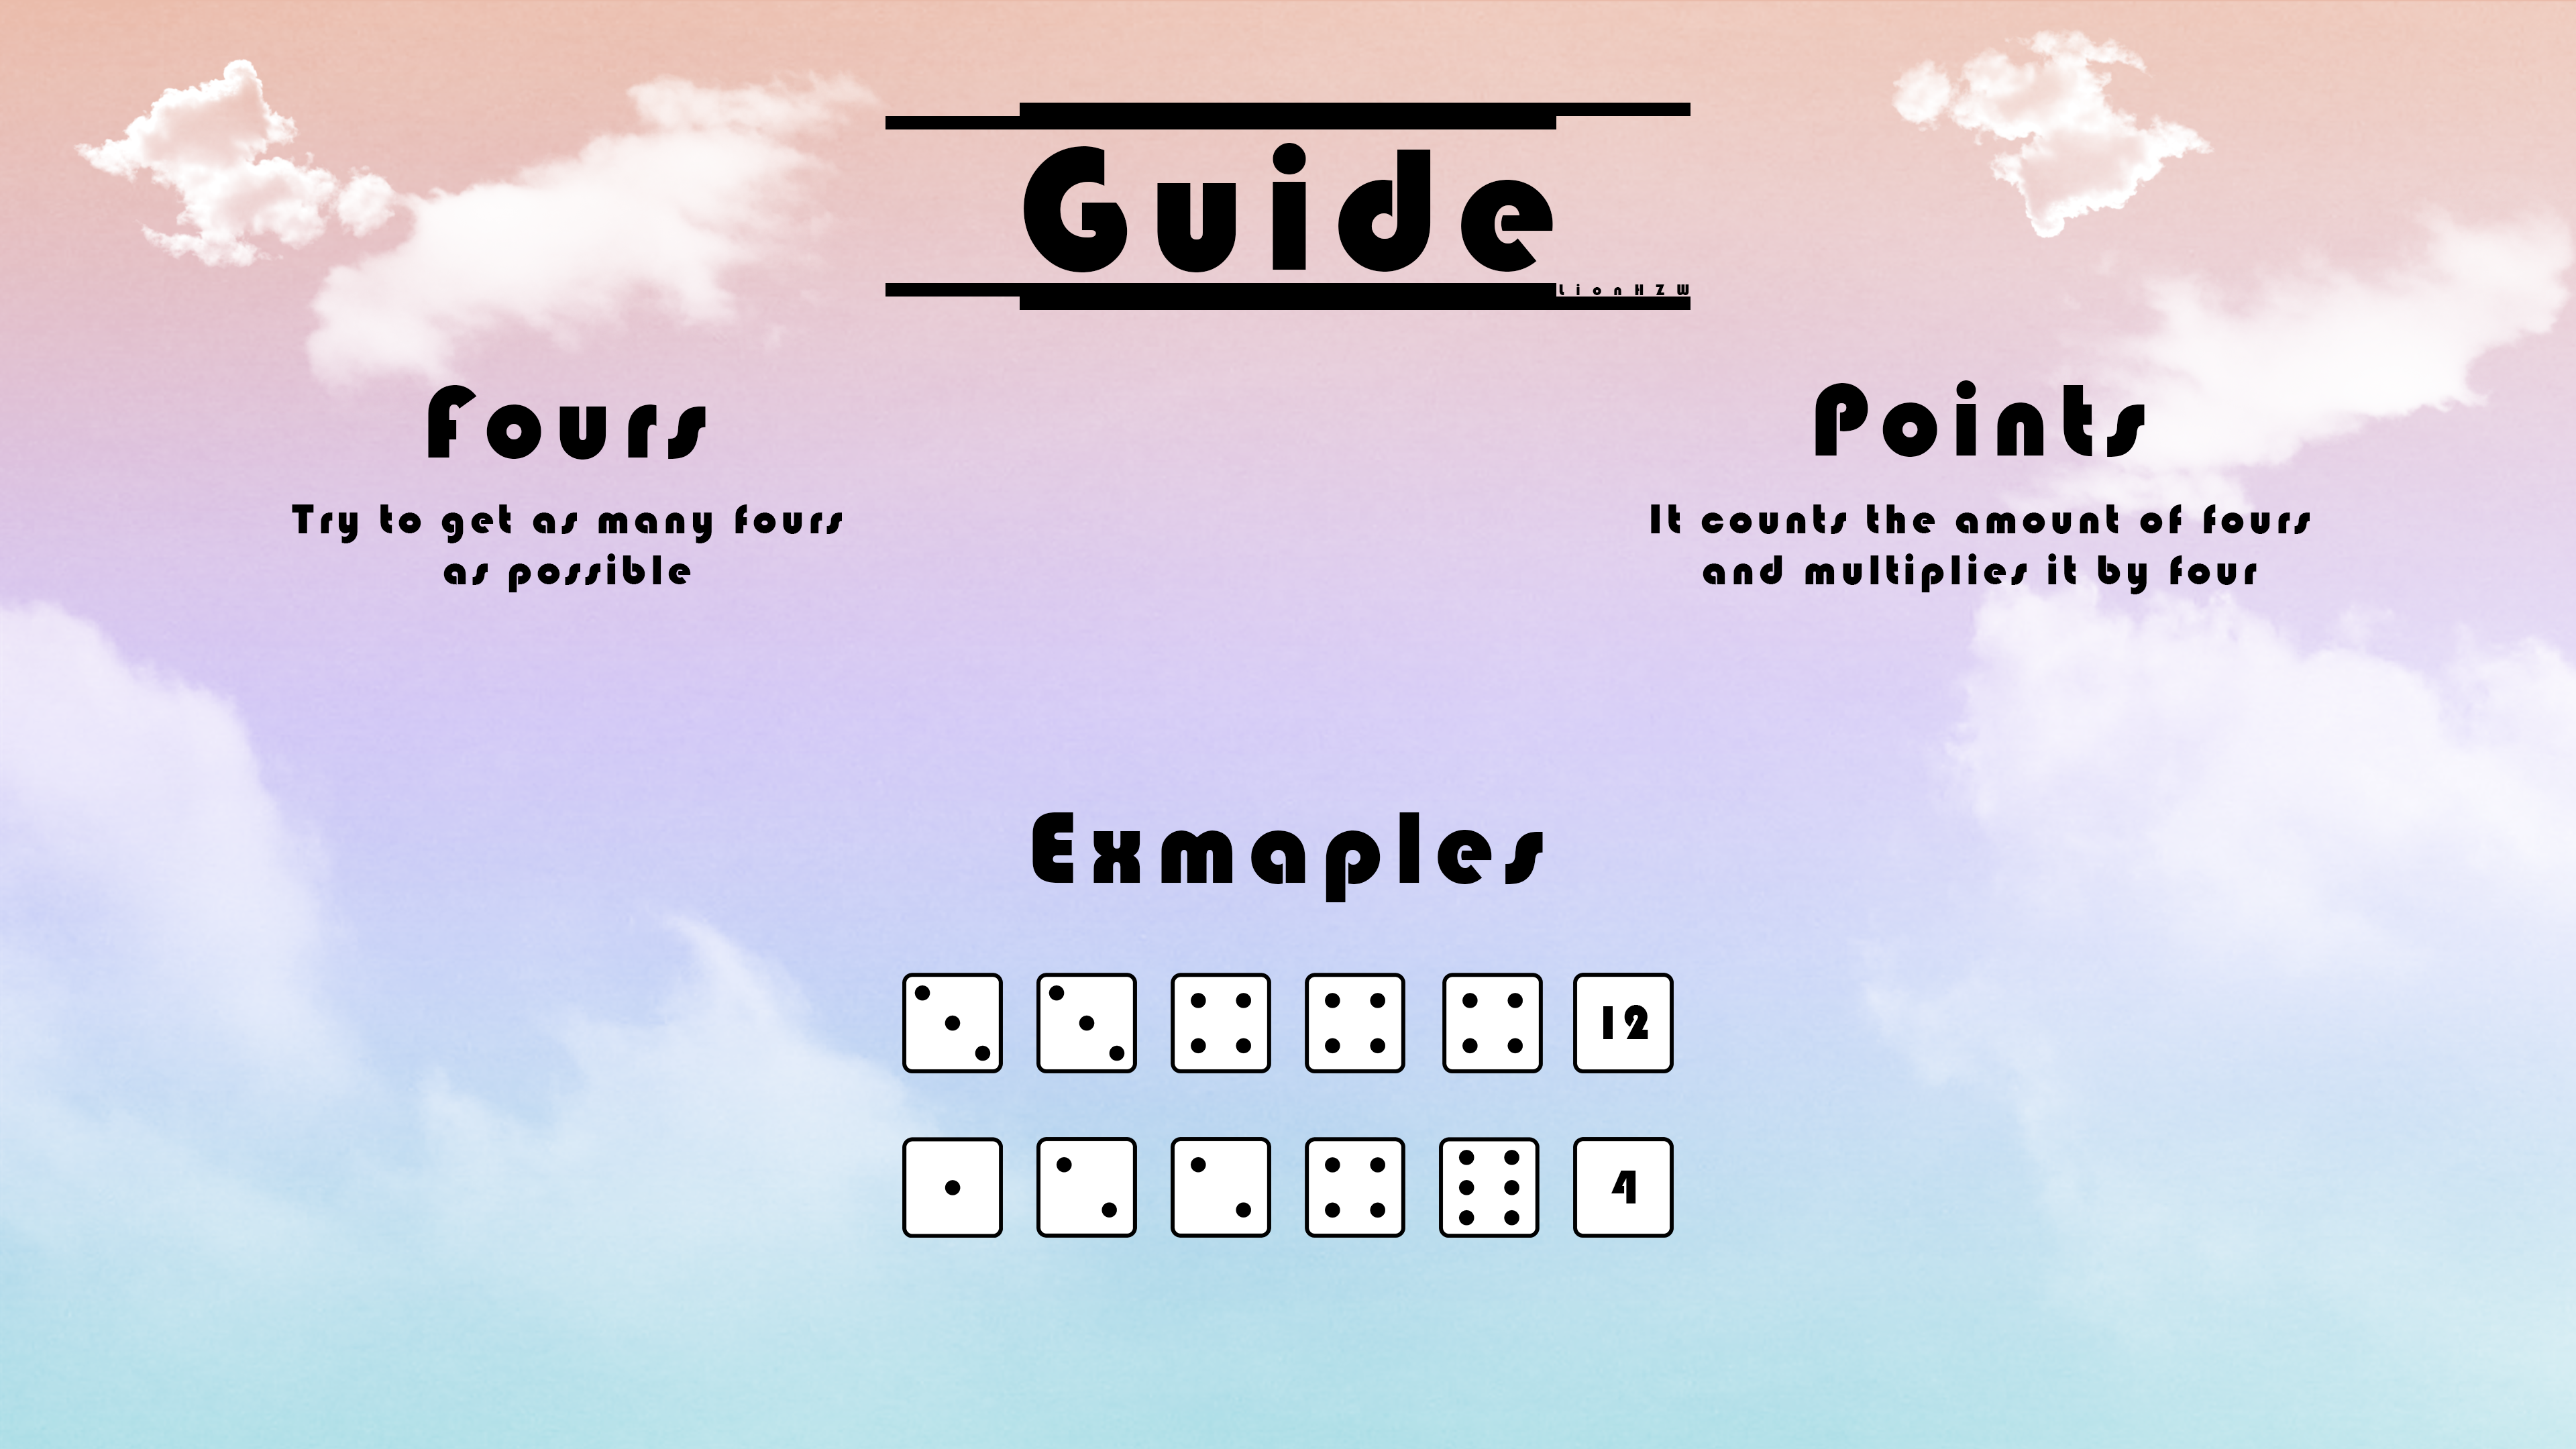 Guide
LionHZW
Fours
Try to get as many fours
as possible
Points
It counts the amount of fours
and multiplies it by four
Exmaples
12
4